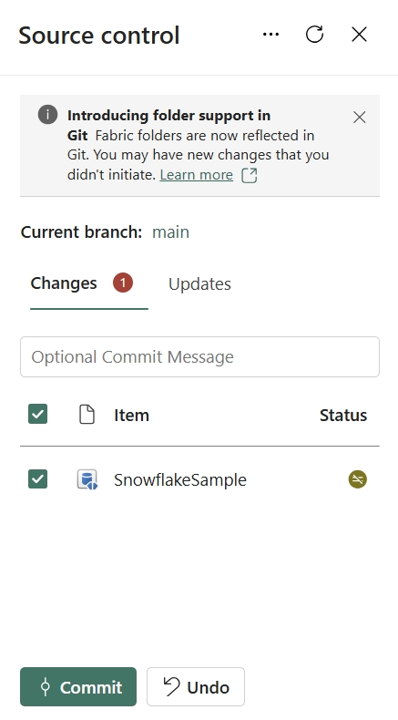 Source control
Introducing folder support in
Git Fabric folders are now reflected in
Git. You may have new changes that you
didn't initiate. Learn more
Current branch: main
Changes 1 Updates
Optional Commit Message
Item Status
SnowflakeSample
Commit Undo